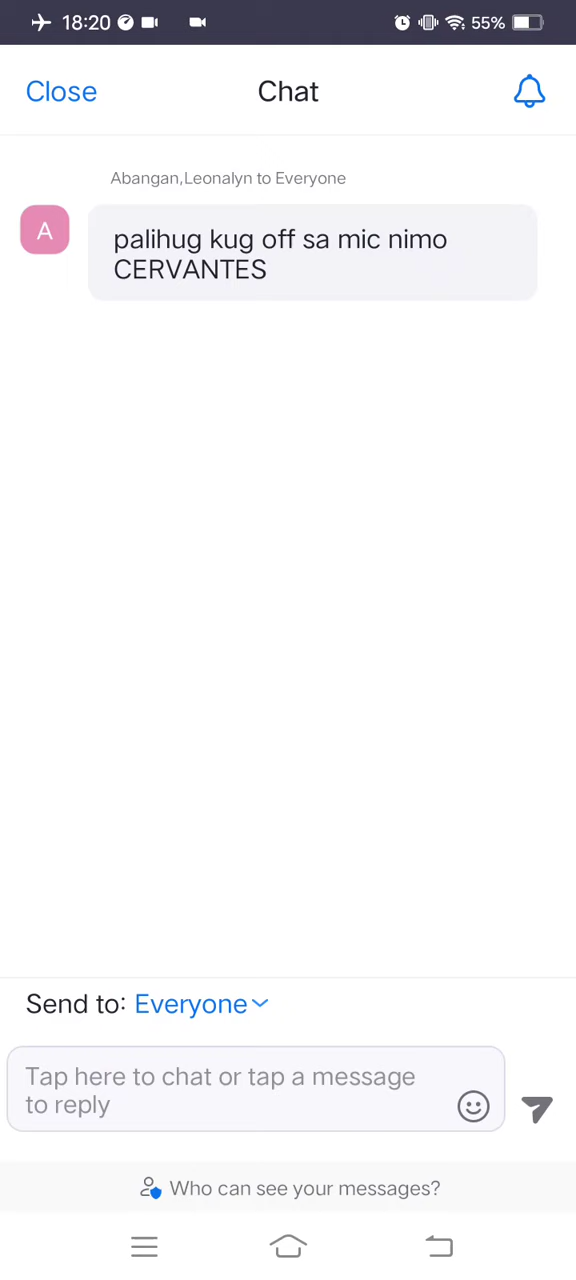 18:20
55%
Close
Chat
Abangan,Leonalyn to Everyone
A
palihug kug off sa mic nimo
CERVANTES
Send to: Everyone
Tap here to chat or tap a message
to reply
Who can see your messages?